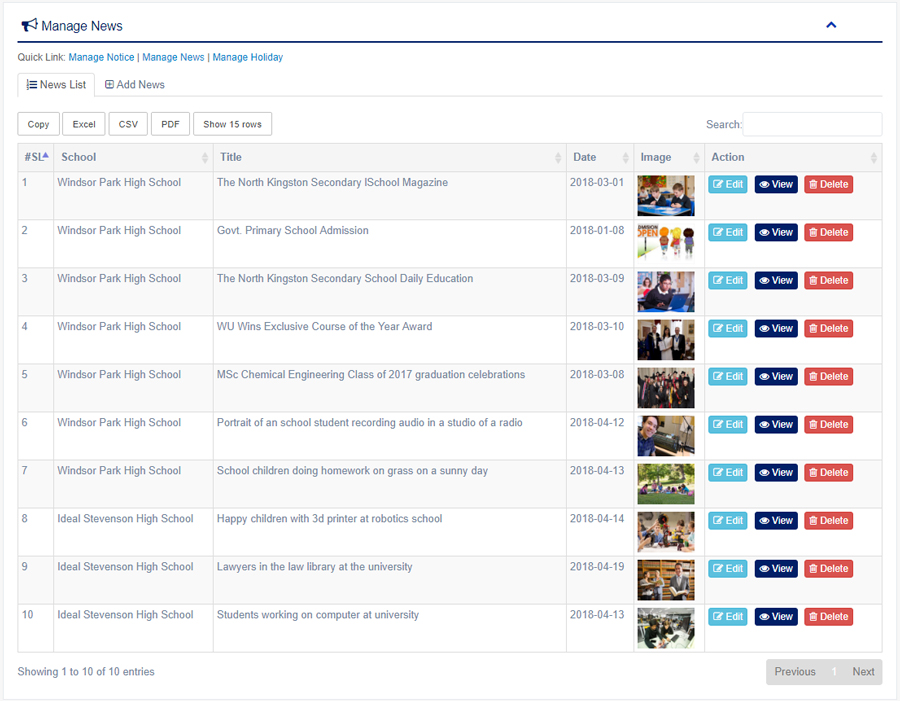 Manage News
Quick Link: Manage Notice | Manage News | Manage Holiday
News List Add News
Copy Excel CSV PDF Show 15 rows Search:
#SL School Title Date Image Action
1 Windsor Park High School The North Kingston Secondary ISchool Magazine 2018-03-01 Edit View Delete
2 Windsor Park High School Govt. Primary School Admission 2018-01-08 DMISION OPEN Edit View Delete
3 Windsor Park High School The North Kingston Secondary School Daily Education 2018-03-09 Edit View Delete
4 Windsor Park High School WU Wins Exclusive Course of the Year Award 2018-03-10 Edit View Delete
5 Windsor Park High School MSc Chemical Engineering Class of 2017 graduation celebrations 2018-03-08 Edit View Delete
6 Windsor Park High School Portrait of an school student recording audio in a studio of a radio 2018-04-12 Edit View Delete
7 Windsor Park High School School children doing homework on grass on a sunny day 2018-04-13 Edit View Delete
8 Ideal Stevenson High School Happy children with 3d printer at robotics school 2018-04-14 Edit View Delete
9 Ideal Stevenson High School Lawyers in the law library at the university 2018-04-19 Edit View Delete
10 Ideal Stevenson High School Students working on computer at university 2018-04-13 Edit View Delete
Showing 1 to 10 of 10 entries Previous 1 Next